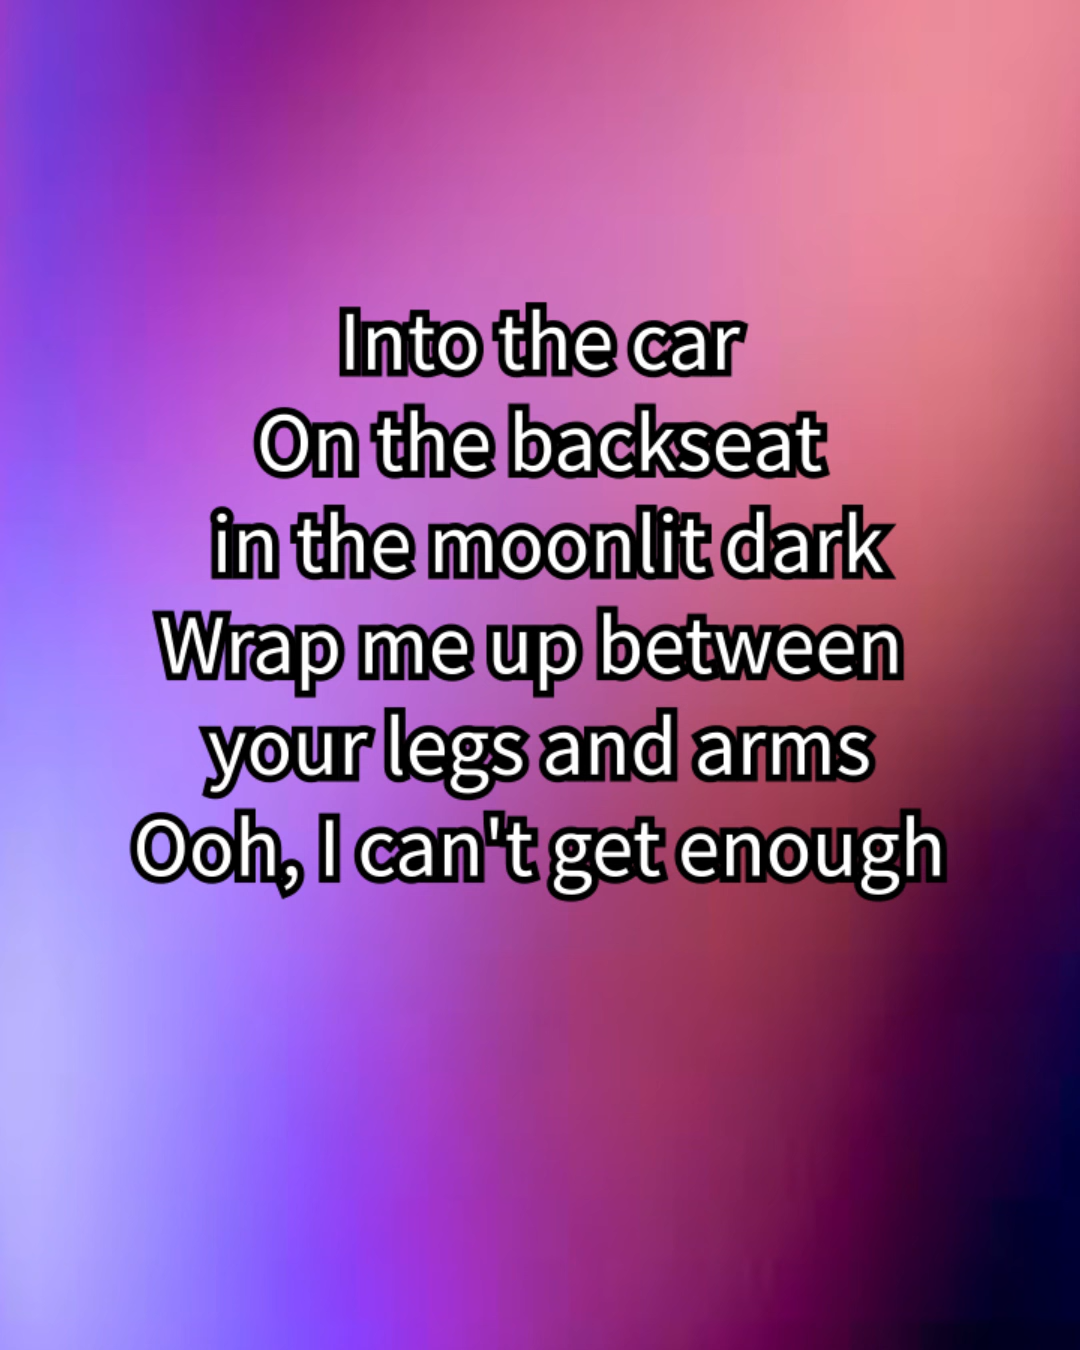 Into the car
On the backseat
in the moonlit dark
Wrap me up between
your legs and arms
Ooh, I can't get enough